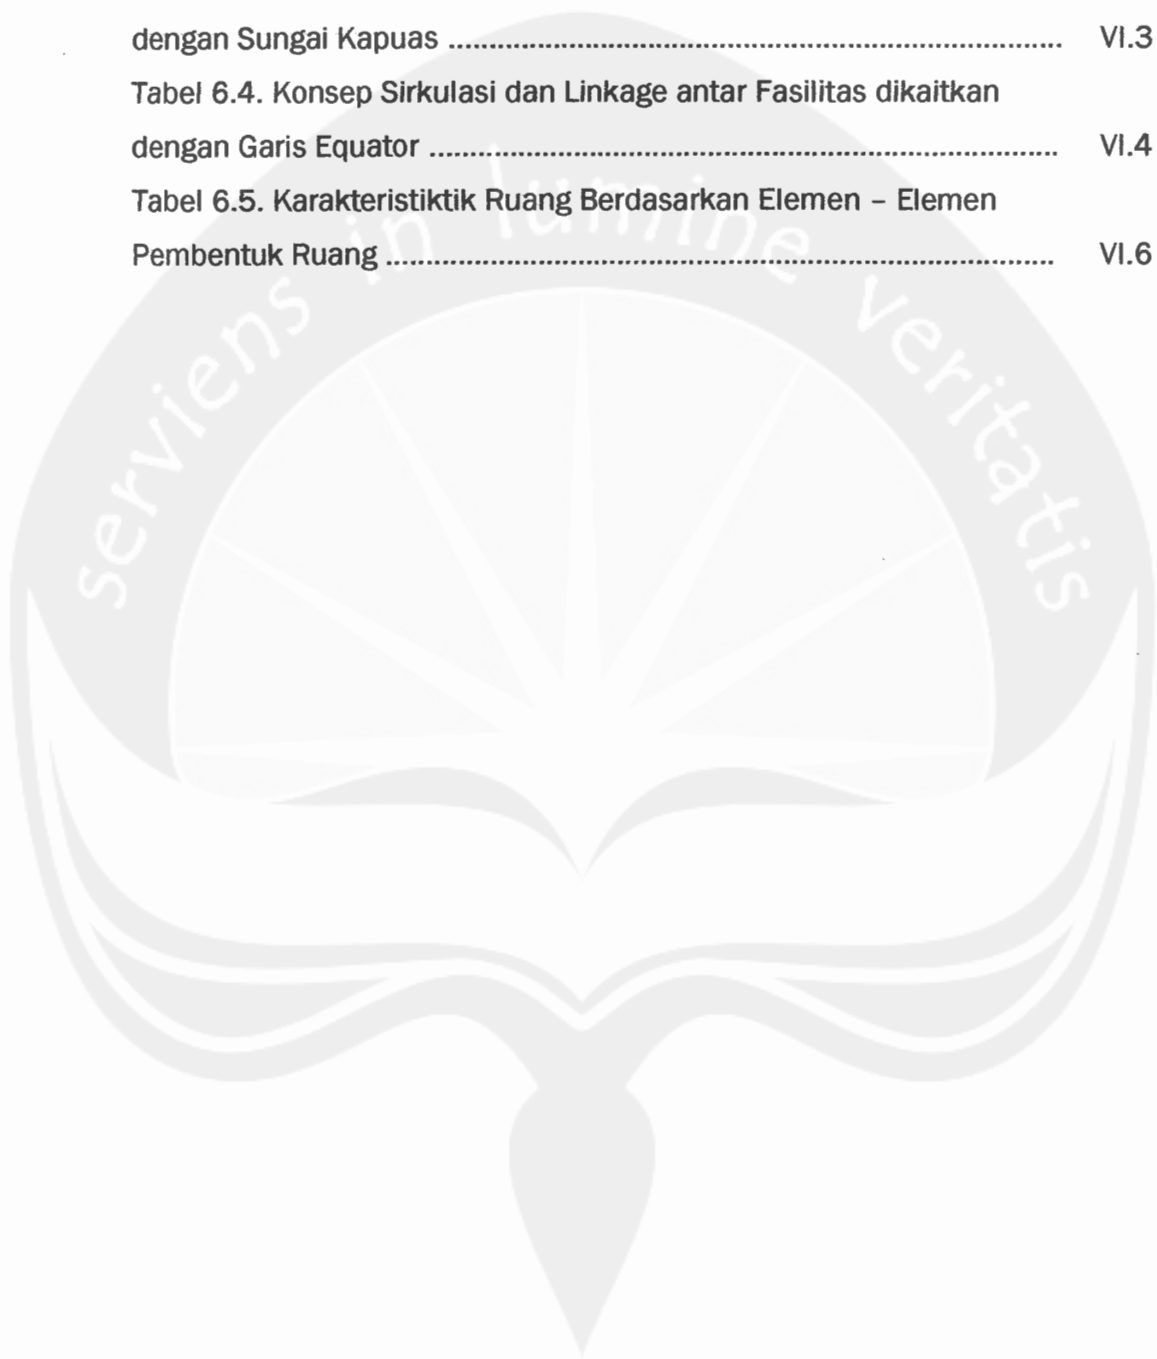 dengan Sungai Kapuas ........................................................................... VI.3
Tabel 6.4. Konsep Sirkulasi dan Linkage antar Fasilitas dikaitkan
dengan Garis Equator ............................................................................. VI.4
Tabel 6.5. Karakteristiktik Ruang Berdasarkan Elemen – Elemen
Pembentuk Ruang .................................................................................. VI.6
serviens in lumine veritatis